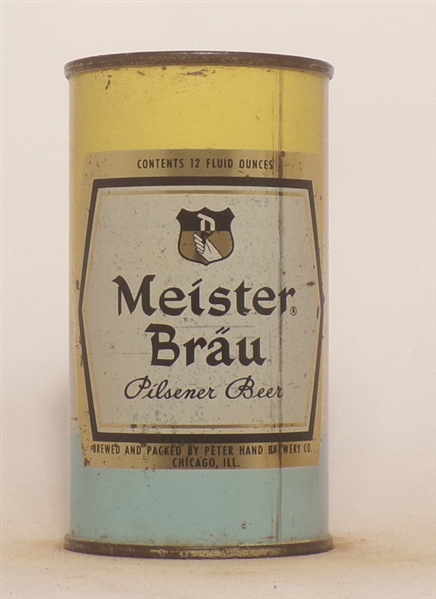 CONTENTS 12 FLUID OUNCES
Meister®
Bräu
Pilsener Beer
BREWED AND PACKED BY PETER HAND BREWERY CO.
CHICAGO, ILL.